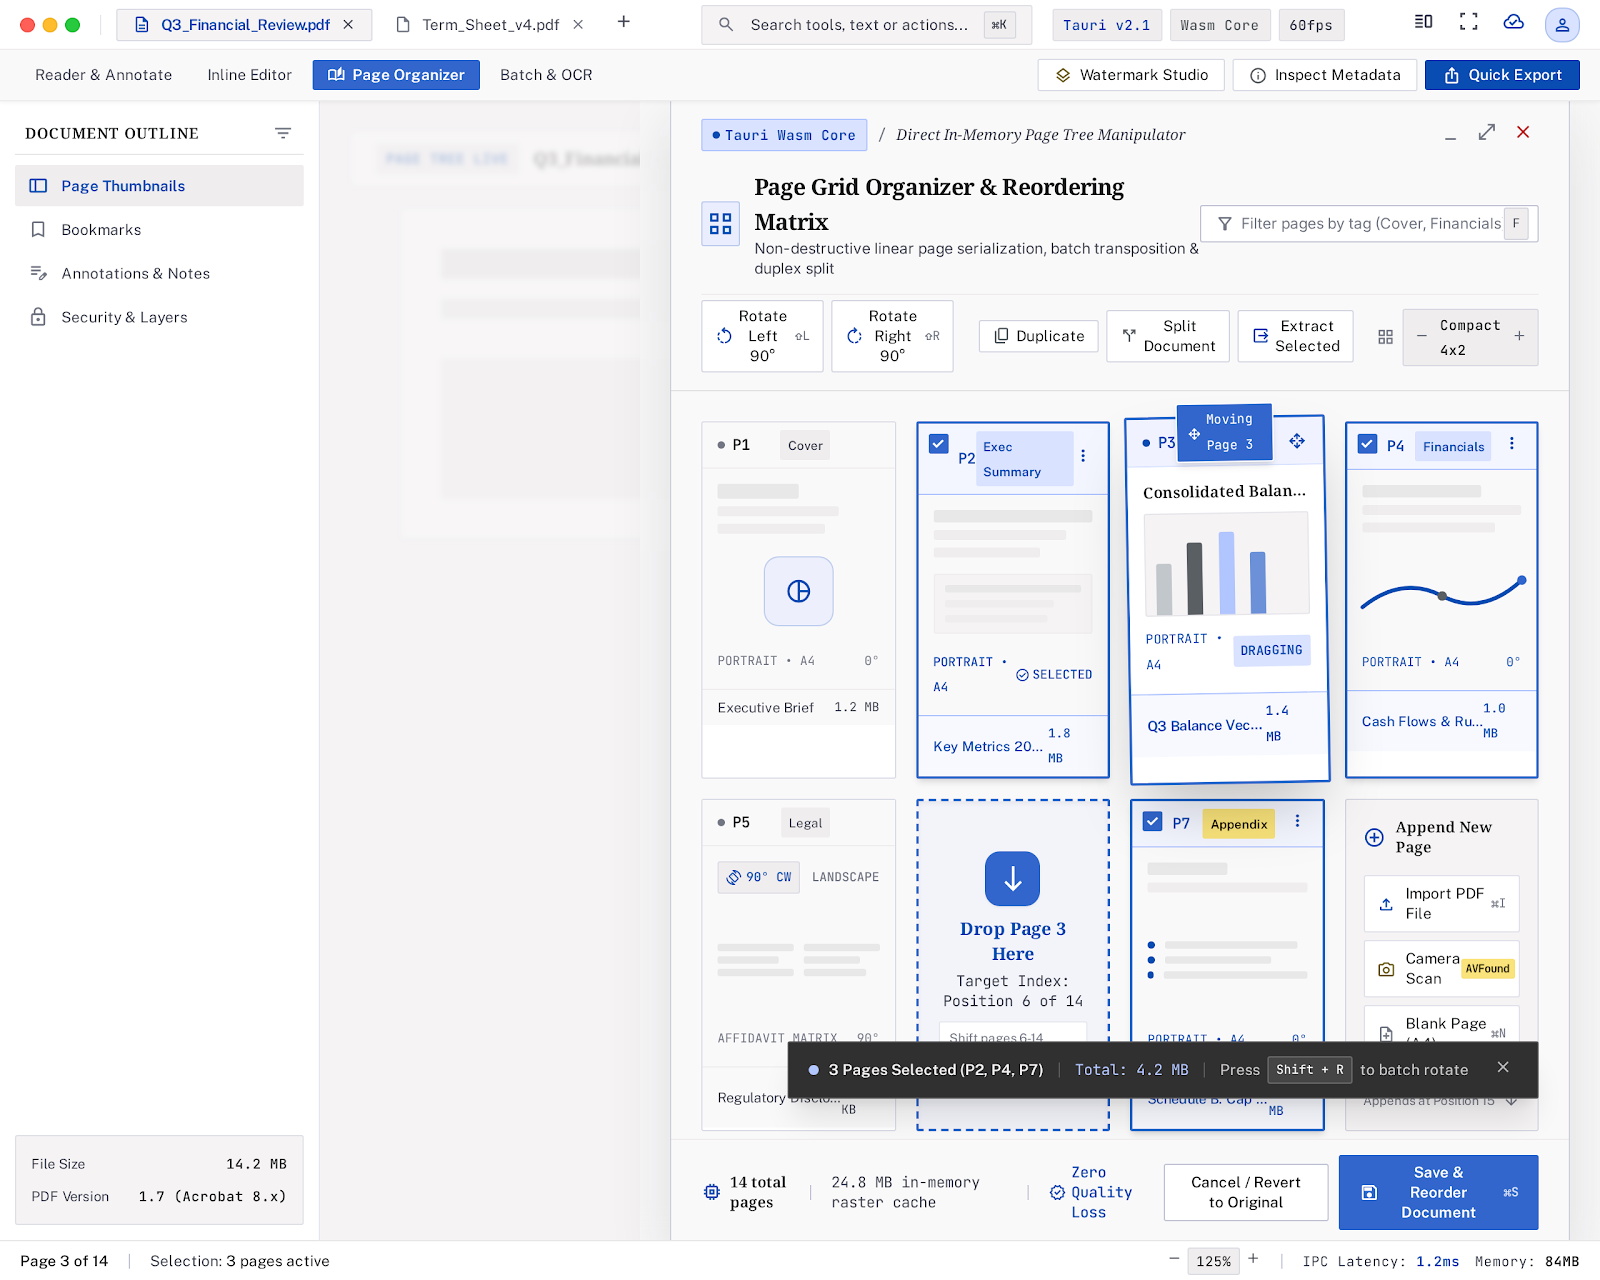 Q3_Financial_Review.pdf
Term_Sheet_v4.pdf
Search tools, text or actions...
⌘K
Tauri v2.1
Wasm Core
60fps
Reader & Annotate
Inline Editor
Page Organizer
Batch & OCR
Watermark Studio
Inspect Metadata
Quick Export
DOCUMENT OUTLINE
Page Thumbnails
Bookmarks
Annotations & Notes
Security & Layers
File Size
14.2 MB
PDF Version
1.7 (Acrobat 8.x)
PAGE TREE LIVE
Q3_Financial
Tauri Wasm Core
/
Direct In-Memory Page Tree Manipulator
Page Grid Organizer & Reordering
Matrix
Non-destructive linear page serialization, batch transposition &
duplex split
Filter pages by tag (Cover, Financials
F
Rotate
Left
90°
⇧L
Rotate
Right
90°
⇧R
Duplicate
Split
Document
Extract
Selected
Compact
4x2
P1
Cover
PORTRAIT • A4
0°
Executive Brief
1.2 MB
P2
Exec
Summary
PORTRAIT •
A4
SELECTED
Key Metrics 20...
1.8
MB
P3
Moving
Page 3
Consolidated Balan...
PORTRAIT •
A4
DRAGGING
Q3 Balance Vec...
1.4
MB
P4
Financials
PORTRAIT • A4
0°
Cash Flows & Ru...
1.0
MB
P5
Legal
90° CW
LANDSCAPE
AFFIDAVIT MATRIX
90°
Regulatory Disclo...
KB
Drop Page 3
Here
Target Index:
Position 6 of 14
Shift pages 6-14
P7
Appendix
PORTRAIT • A4
0°
Schedule B: Cap ...
MB
Append New
Page
Import PDF
File
⌘I
Camera
Scan
AVFound
Blank Page
(A4)
⌘N
Appends at Position 15
3 Pages Selected (P2, P4, P7)
Total: 4.2 MB
Press
Shift + R
to batch rotate
14 total
pages
24.8 MB in-memory
raster cache
Zero
Quality
Loss
Cancel / Revert
to Original
Save &
Reorder
Document
⌘S
Page 3 of 14
Selection: 3 pages active
125%
IPC Latency: 1.2ms
Memory: 84MB